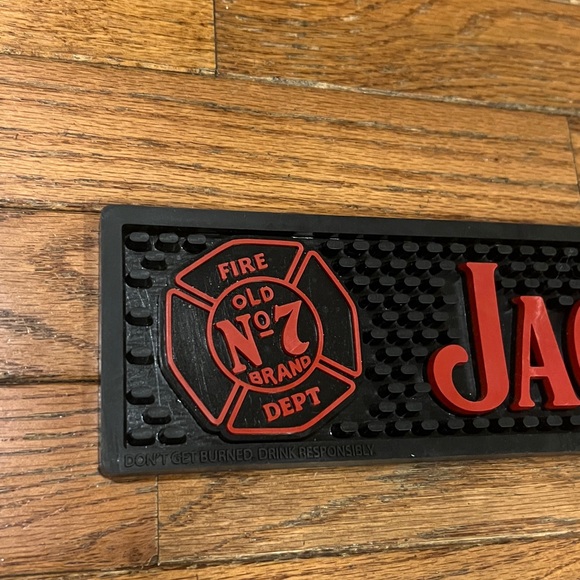 FIRE
OLD
Nº7
BRAND
DEPT
JAC
DON'T GET BURNED. DRINK RESPONSIBLY.